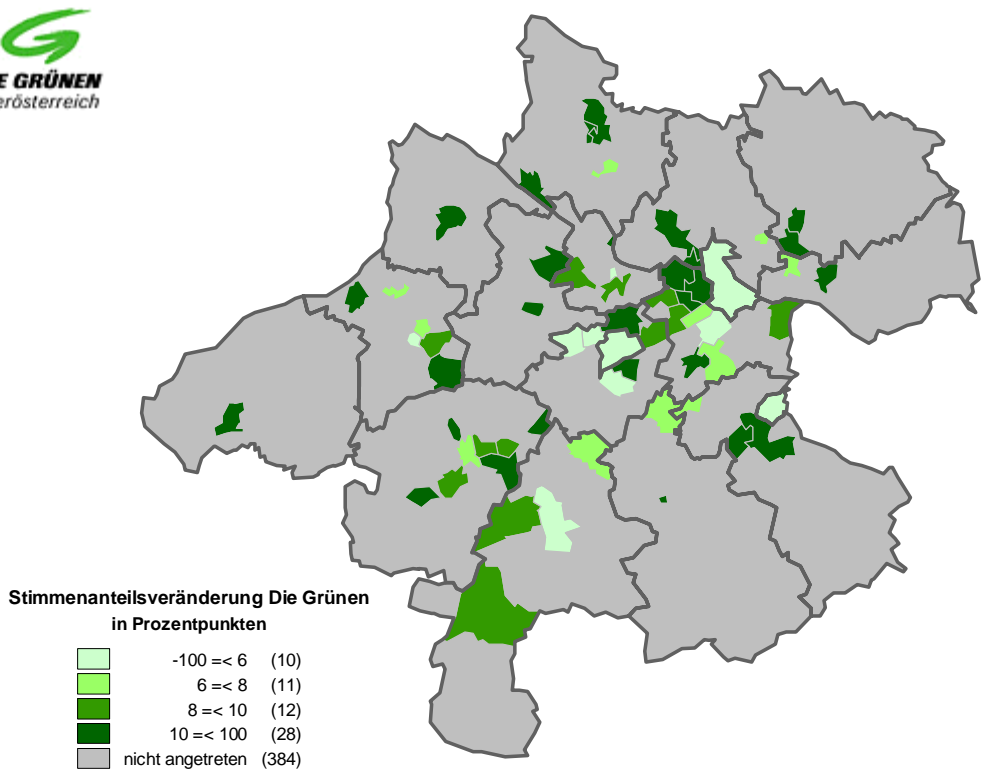 E GRÜNEN
erösterreich
Stimmenanteilsveränderung Die Grünen
in Prozentpunkten
-100 =< 6 (10)
6 =< 8 (11)
8 =< 10 (12)
10 =< 100 (28)
nicht angetreten (384)